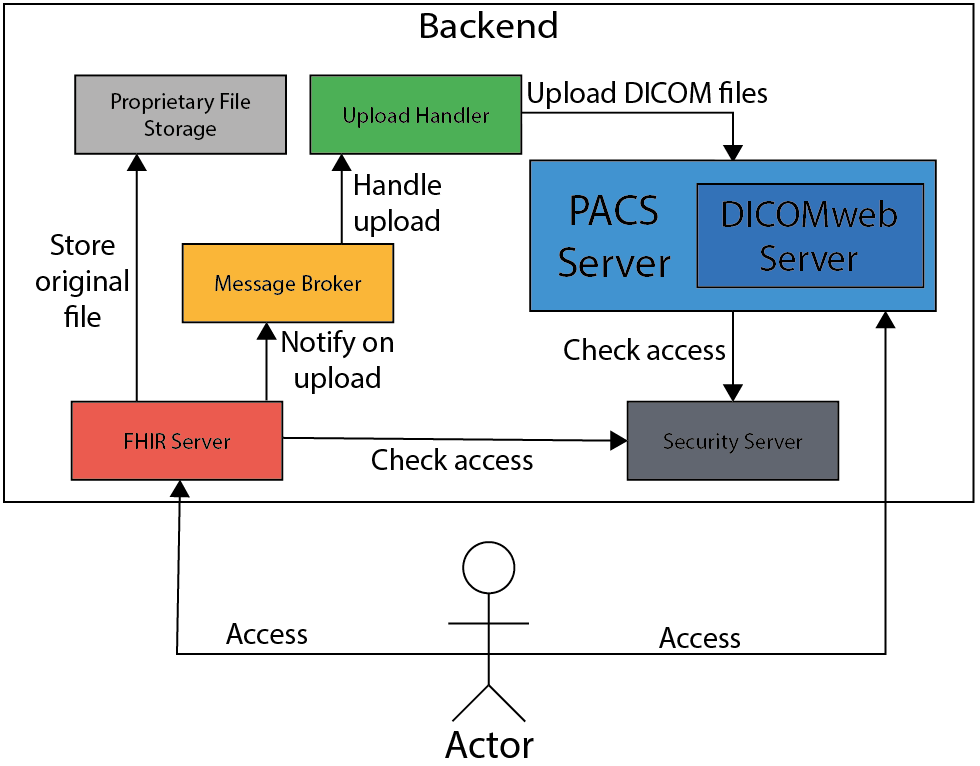 Backend
Proprietary File
Storage
Upload Handler
Upload DICOM files
Handle
upload
PACS
Server
DICOMweb
Server
Store
original
file
Message Broker
Notify on
upload
Check access
FHIR Server
Check access
Security Server
Access
Access
Actor